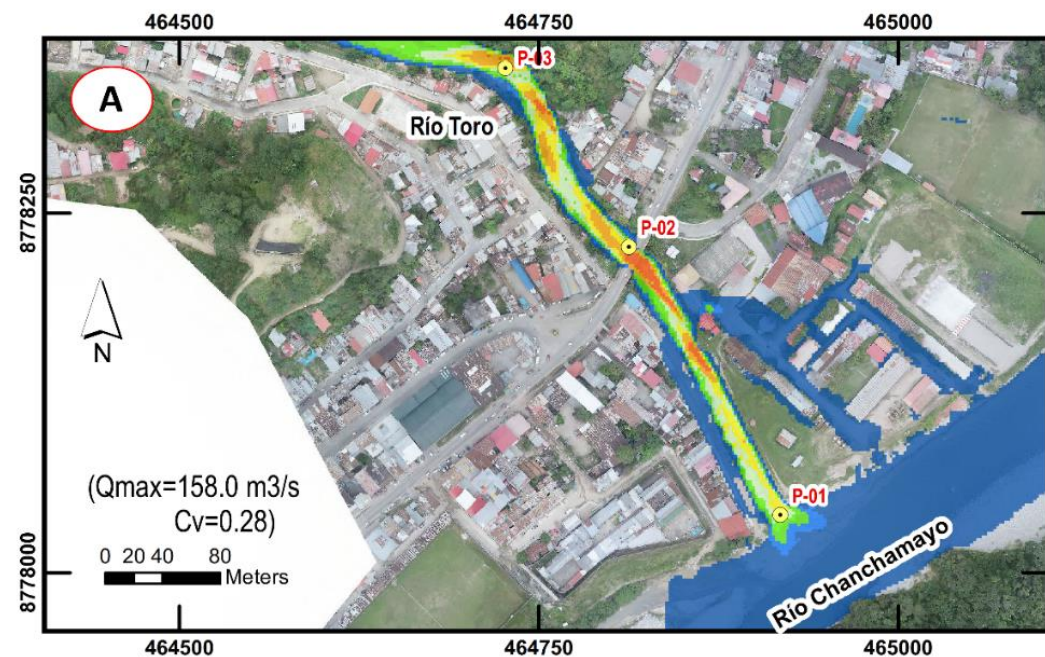 464500 464750 465000
A
P-03
Río Toro
8778250
P-02
N
(Qmax=158.0 m3/s
Cv=0.28)
P-01
0 20 40 80
Meters
8778000
Río Chanchamayo
464500 464750 465000